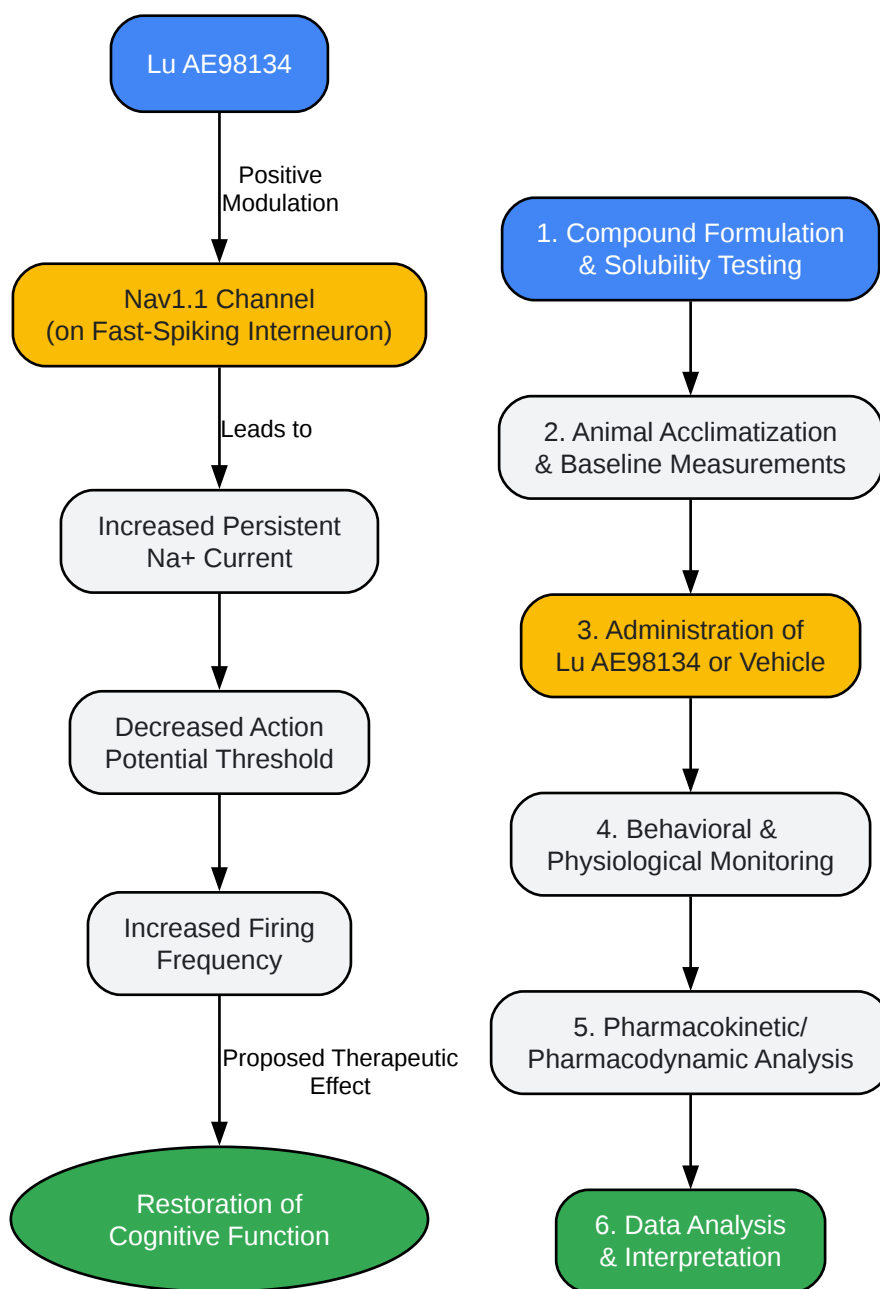 Lu AE98134
Positive
Modulation
Nav1.1 Channel
(on Fast-Spiking Interneuron)
Leads to
Increased Persistent
Na+ Current
Decreased Action
Potential Threshold
Increased Firing
Frequency
Proposed Therapeutic
Effect
Restoration of
Cognitive Function
1. Compound Formulation
& Solubility Testing
2. Animal Acclimatization
& Baseline Measurements
3. Administration of
Lu AE98134 or Vehicle
4. Behavioral &
Physiological Monitoring
5. Pharmacokinetic/
Pharmacodynamic Analysis
6. Data Analysis
& Interpretation